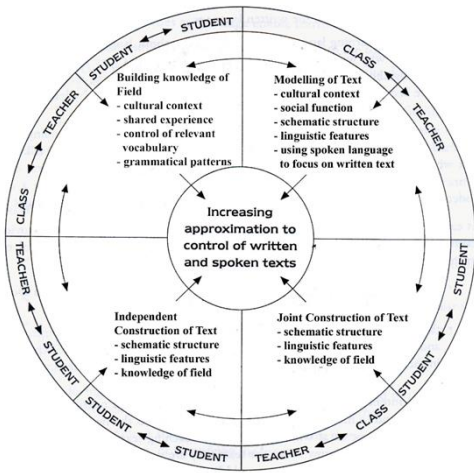 STUDENT
STUDENT
TEACHER
CLASS
CLASS
TEACHER
Building knowledge of
Field
- cultural context
- shared experience
- control of relevant
vocabulary
- grammatical patterns
Modelling of Text
- cultural context
- social function
- schematic structure
- linguistic features
- using spoken language
to focus on written text
Increasing
approximation to
control of written
and spoken texts
Independent
Construction of Text
- schematic structure
- linguistic features
- knowledge of field
Joint Construction of Text
- schematic structure
- linguistic features
- knowledge of field
TEACHER
STUDENT
STUDENT
STUDENT
STUDENT
STUDENT
TEACHER
CLASS